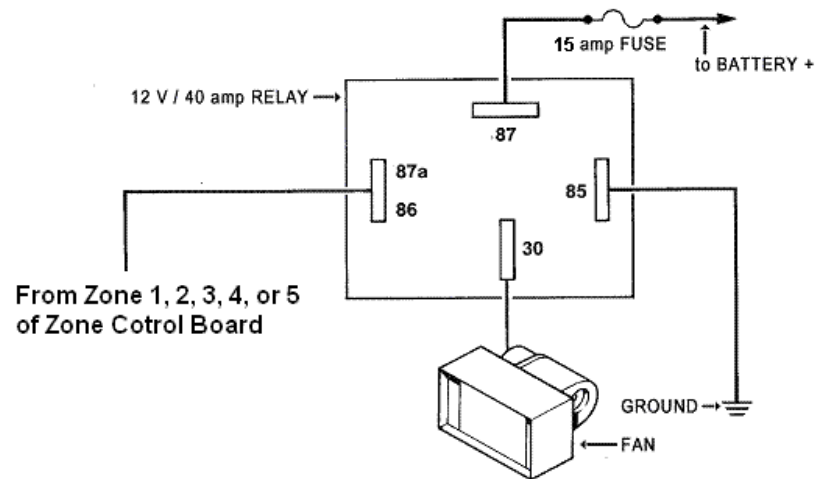 15 amp FUSE
to BATTERY +
12 V / 40 amp RELAY
87
87a
86
85
30
From Zone 1, 2, 3, 4, or 5
of Zone Cotrol Board
GROUND
FAN